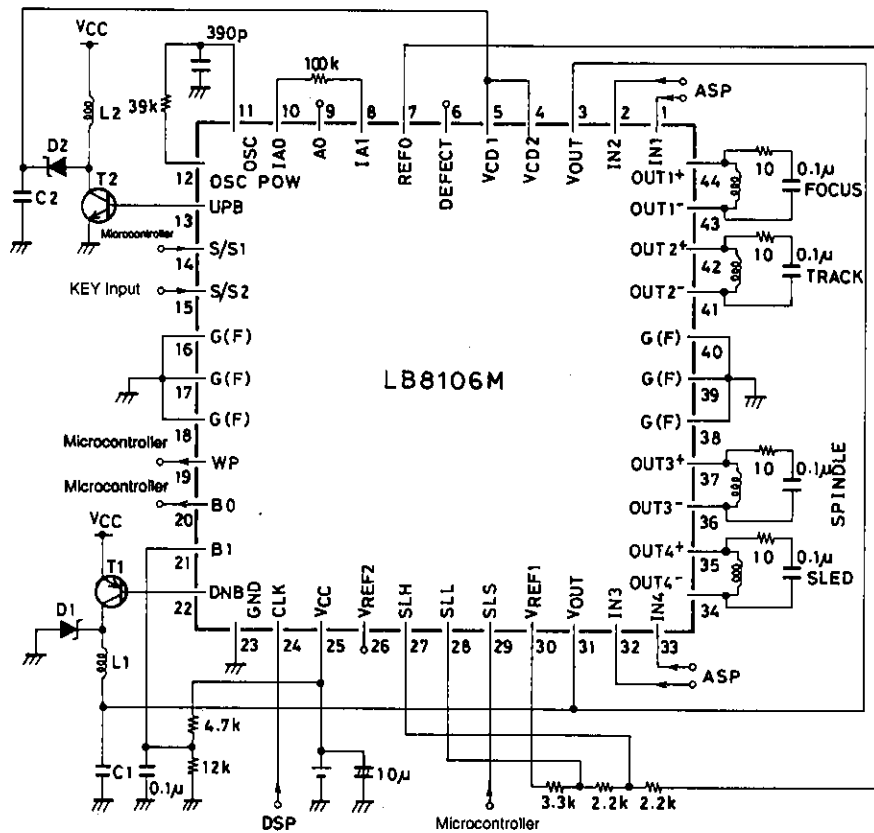 VCC
390p
100k
39k
L2
D2
T2
C2
11 10 9 8 7 6 5 4 3 2 1
ASP
OSC IA0 A0 IA1 REF0 DEFECT VCD1 VCD2 VOUT IN2 IN1
12
OSC POW
UPB
13
Microcontroller
S/S1
14
KEY Input
S/S2
15
G(F)
16
G(F)
17
G(F)
18
Microcontroller
WP
19
Microcontroller
B0
20
VCC
B1
21
T1
DNB
22
D1
L1
LB8106M
OUT1+
44
10
0.1μ
FOCUS
OUT1-
43
OUT2+
42
10
0.1μ
TRACK
OUT2-
41
G(F)
40
G(F)
39
G(F)
38
OUT3+
37
10
0.1μ
SPINDLE
OUT3-
36
OUT4+
35
10
0.1μ
SLED
OUT4-
34
GND CLK VCC VREF2 SLH SLL SLS VREF1 VOUT IN3 IN4
23 24 25 26 27 28 29 30 31 32 33
ASP
4.7k
C1
0.1μ
12k
10μ
3.3k 2.2k 2.2k
DSP
Microcontroller